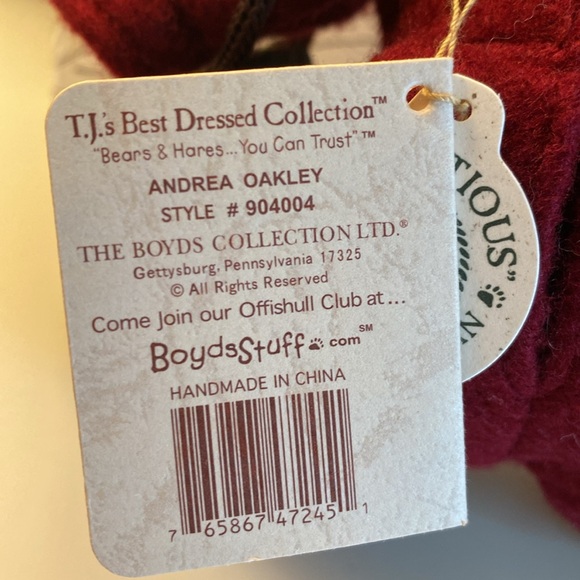 T.J.'s Best Dressed Collection™
"Bears & Hares...You Can Trust"™
ANDREA OAKLEY
STYLE # 904004
THE BOYDS COLLECTION LTD.®
Gettysburg, Pennsylvania 17325
© All Rights Reserved
Come Join our Offishull Club at...
BoydsStuff.com℠
HANDMADE IN CHINA
7 65867 47245 1